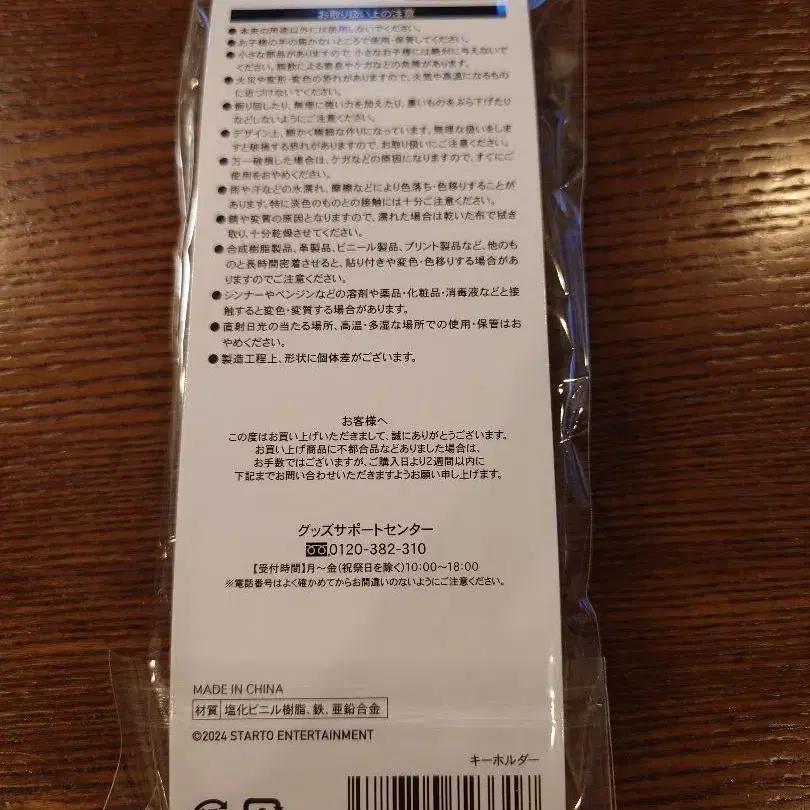 お取り扱い上の注意
●本来の用途以外には使用しないでください。
●お子様の手の届かないところで使用・保管してください。
●小さな部品がありますので、小さなお子様には絶対に与えないで
ください。誤飲による窒息やケガなどの危険があります。
●火災や変形・変色の恐れがありますので、火気や高温になるもの
に近づけないでください。
●振り回したり、無理に強い力を加えたり、重いものをぶら下げたり
などしないようにご注意ください。
●デザイン上、細かく繊細な作りになっています。無理な扱いをしま
すと破損する恐れがありますので、お取り扱いにご注意ください。
●万一破損した場合は、ケガなどの原因になりますので、すぐにご
使用をおやめください。
●雨や汗などの水濡れ、摩擦などにより色落ち・色移りすることが
あります。特に淡色のものとの接触には十分ご注意ください。
●錆や変質の原因となりますので、濡れた場合は乾いた布で拭き
取り、十分乾燥させてください。
●合成樹脂製品、革製品、ビニール製品、プリント製品など、他のも
のと長時間密着させると、貼り付きや変色・色移りする場合があ
りますのでご注意ください。
●シンナーやベンジンなどの溶剤や薬品・化粧品・消毒液などと接
触すると変色・変質する場合があります。
●直射日光の当たる場所、高温・多湿な場所での使用・保管はお
やめください。
●製造工程上、形状に個体差がございます。
お客様へ
この度はお買い上げいただきまして、誠にありがとうございます。
お買い上げ商品に不都合品などありました場合は、
お手数ではございますが、ご購入日より2週間以内に
下記までお問い合わせいただきますようお願い申し上げます。
グッズサポートセンター
0120-382-310
【受付時間】月～金(祝祭日を除く)10:00～18:00
※電話番号はよく確かめてからお間違いのないようにご注意ください。
MADE IN CHINA
材質 塩化ビニル樹脂、鉄、亜鉛合金
©2024 STARTO ENTERTAINMENT
キーホルダー